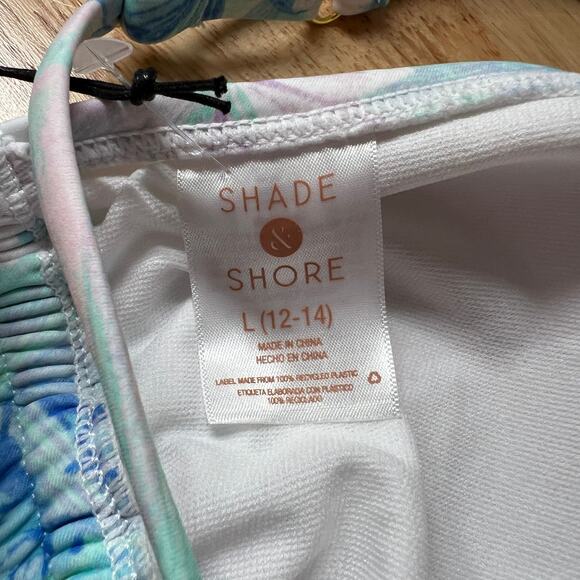 SHADE
&
SHORE
L (12-14)
MADE IN CHINA
HECHO EN CHINA
LABEL MADE FROM 100% RECYCLED PLASTIC
ETIQUETA ELABORADA CON PLÁSTICO
100% RECICLADO